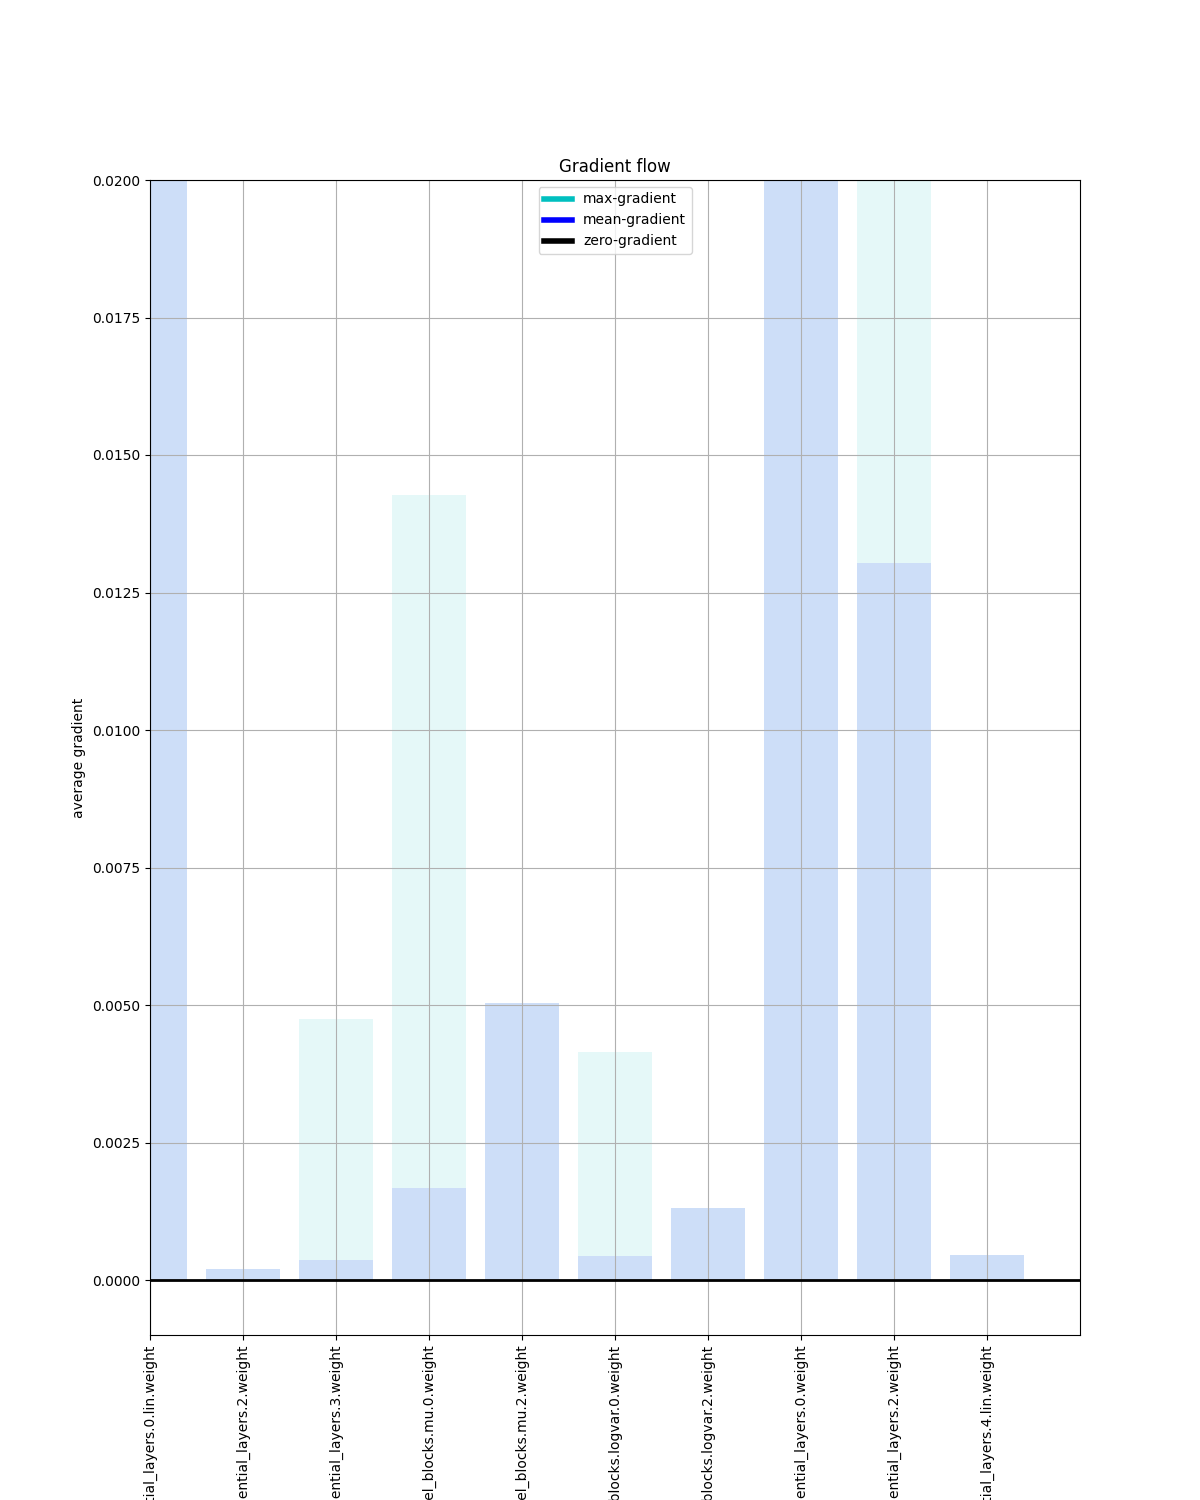 Gradient flow
max-gradient
mean-gradient
zero-gradient
average gradient
0.0200
0.0175
0.0150
0.0125
0.0100
0.0075
0.0050
0.0025
0.0000
tial_layers.0.lin.weight
ential_layers.2.weight
ential_layers.3.weight
el_blocks.mu.0.weight
el_blocks.mu.2.weight
blocks.logvar.0.weight
blocks.logvar.2.weight
ential_layers.0.weight
ential_layers.2.weight
tial_layers.4.lin.weight